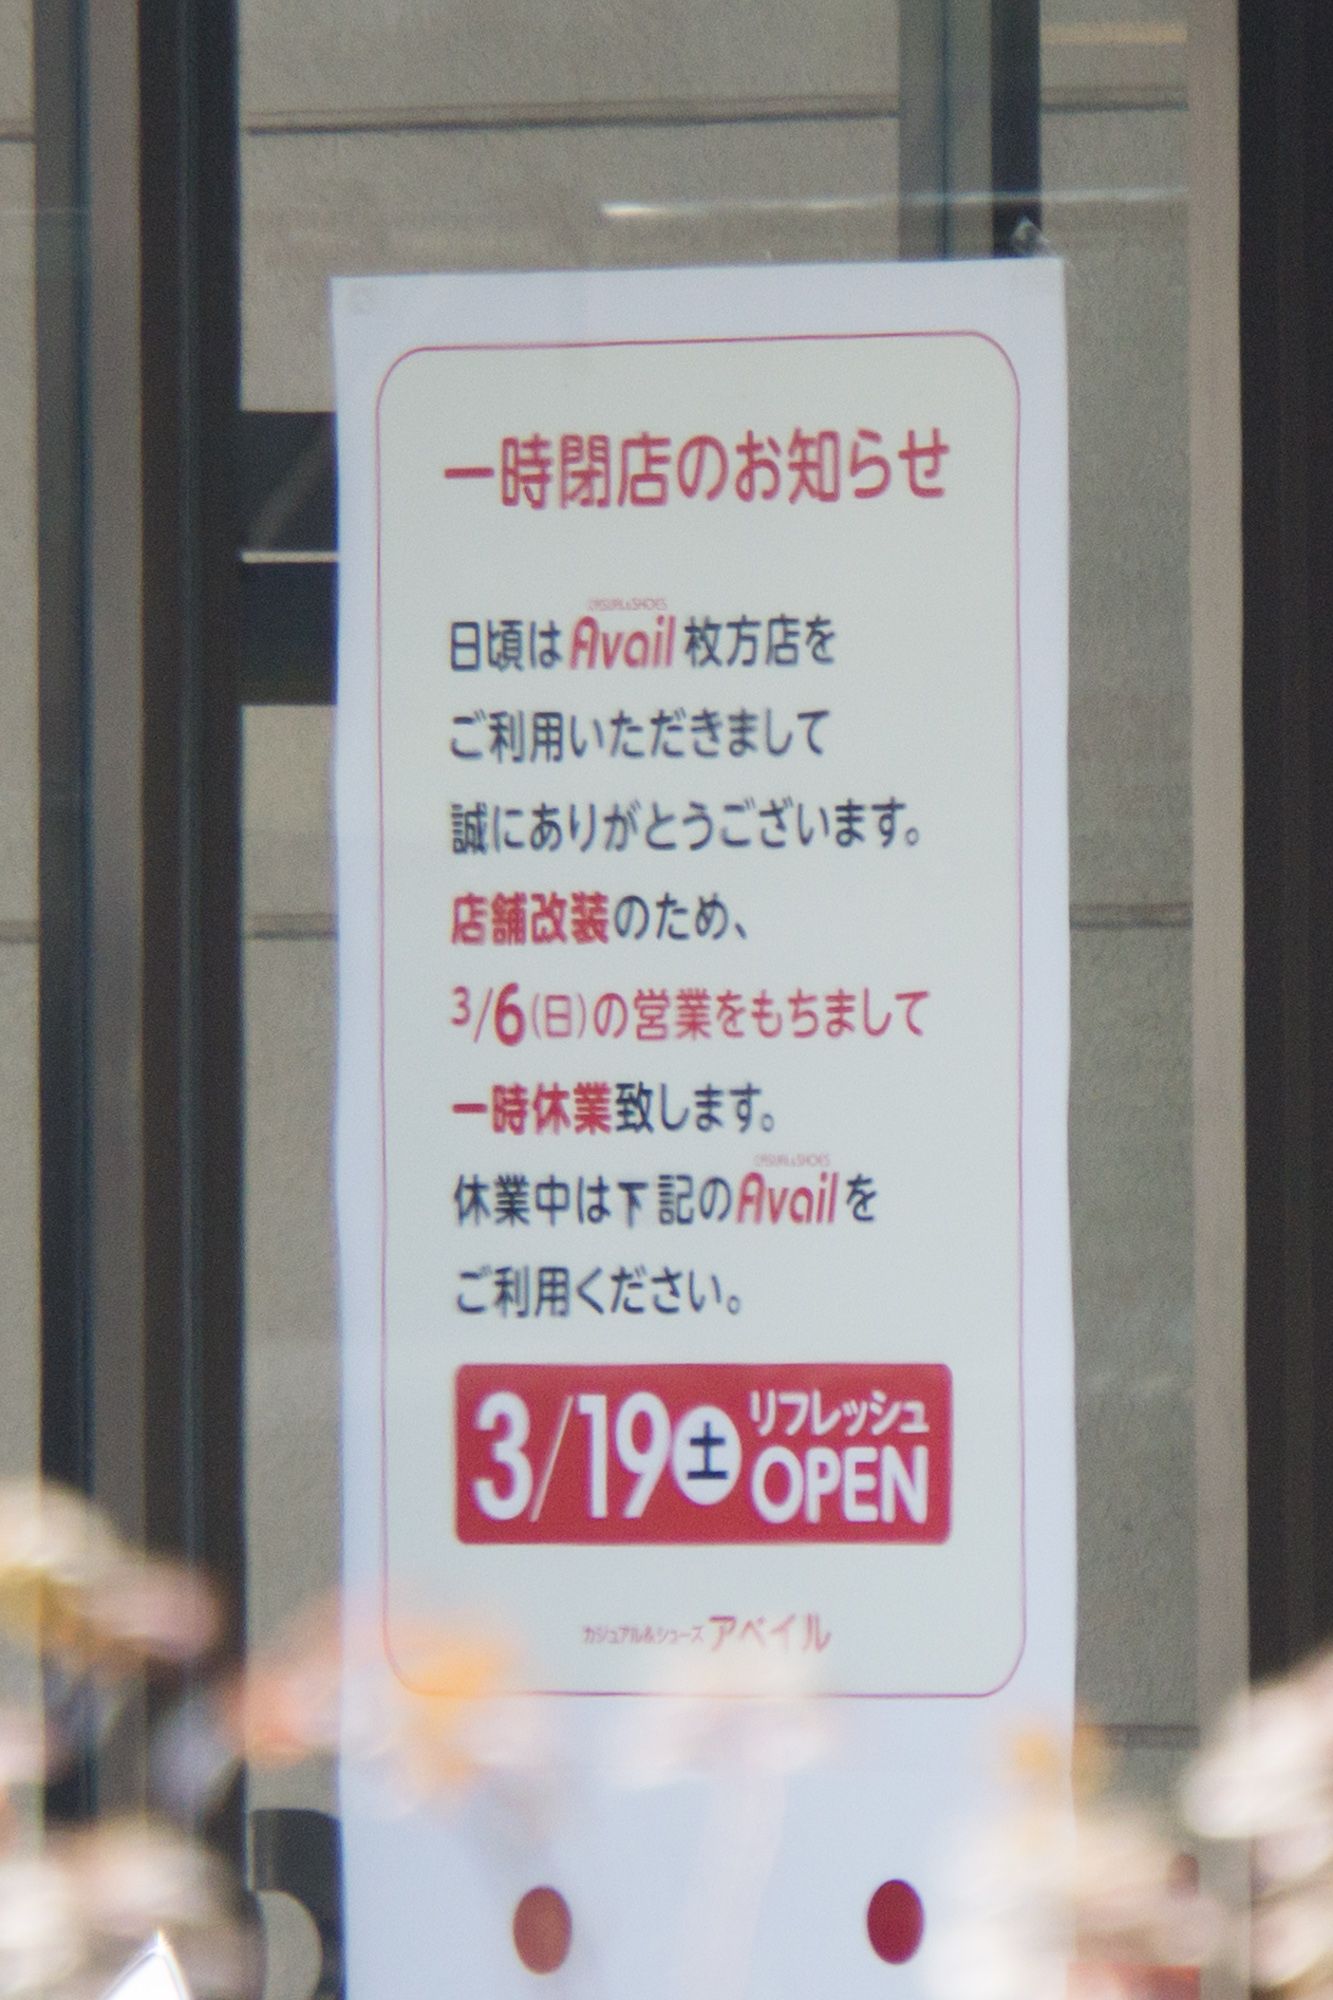 一時閉店のお知らせ
CASUAL&SHOES
日頃はAvail枚方店を
ご利用いただきまして
誠にありがとうございます。
店舗改装のため、
3/6(日)の営業をもちまして
一時休業致します。
CASUAL&SHOES
休業中は下記のAvailを
ご利用ください。
3/19土 リフレッシュ
OPEN
カジュアル&シューズ アベイル